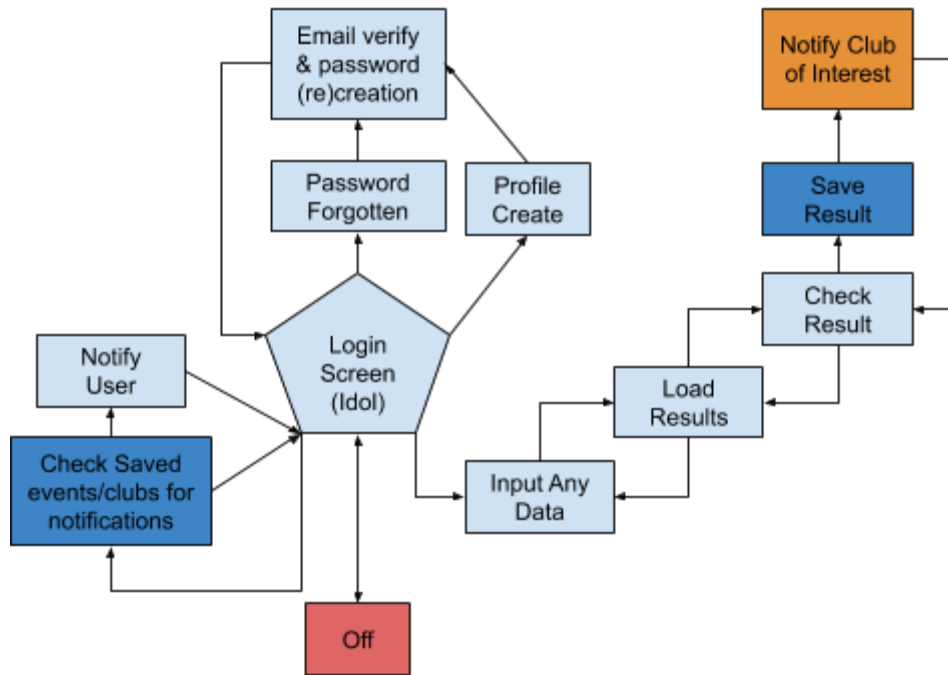 Email verify
& password
(re)creation
Notify Club
of Interest
Password
Forgotten
Profile
Create
Save
Result
Check
Result
Login
Screen
(Idol)
Notify
User
Load
Results
Check Saved
events/clubs for
notifications
Input Any
Data
Off